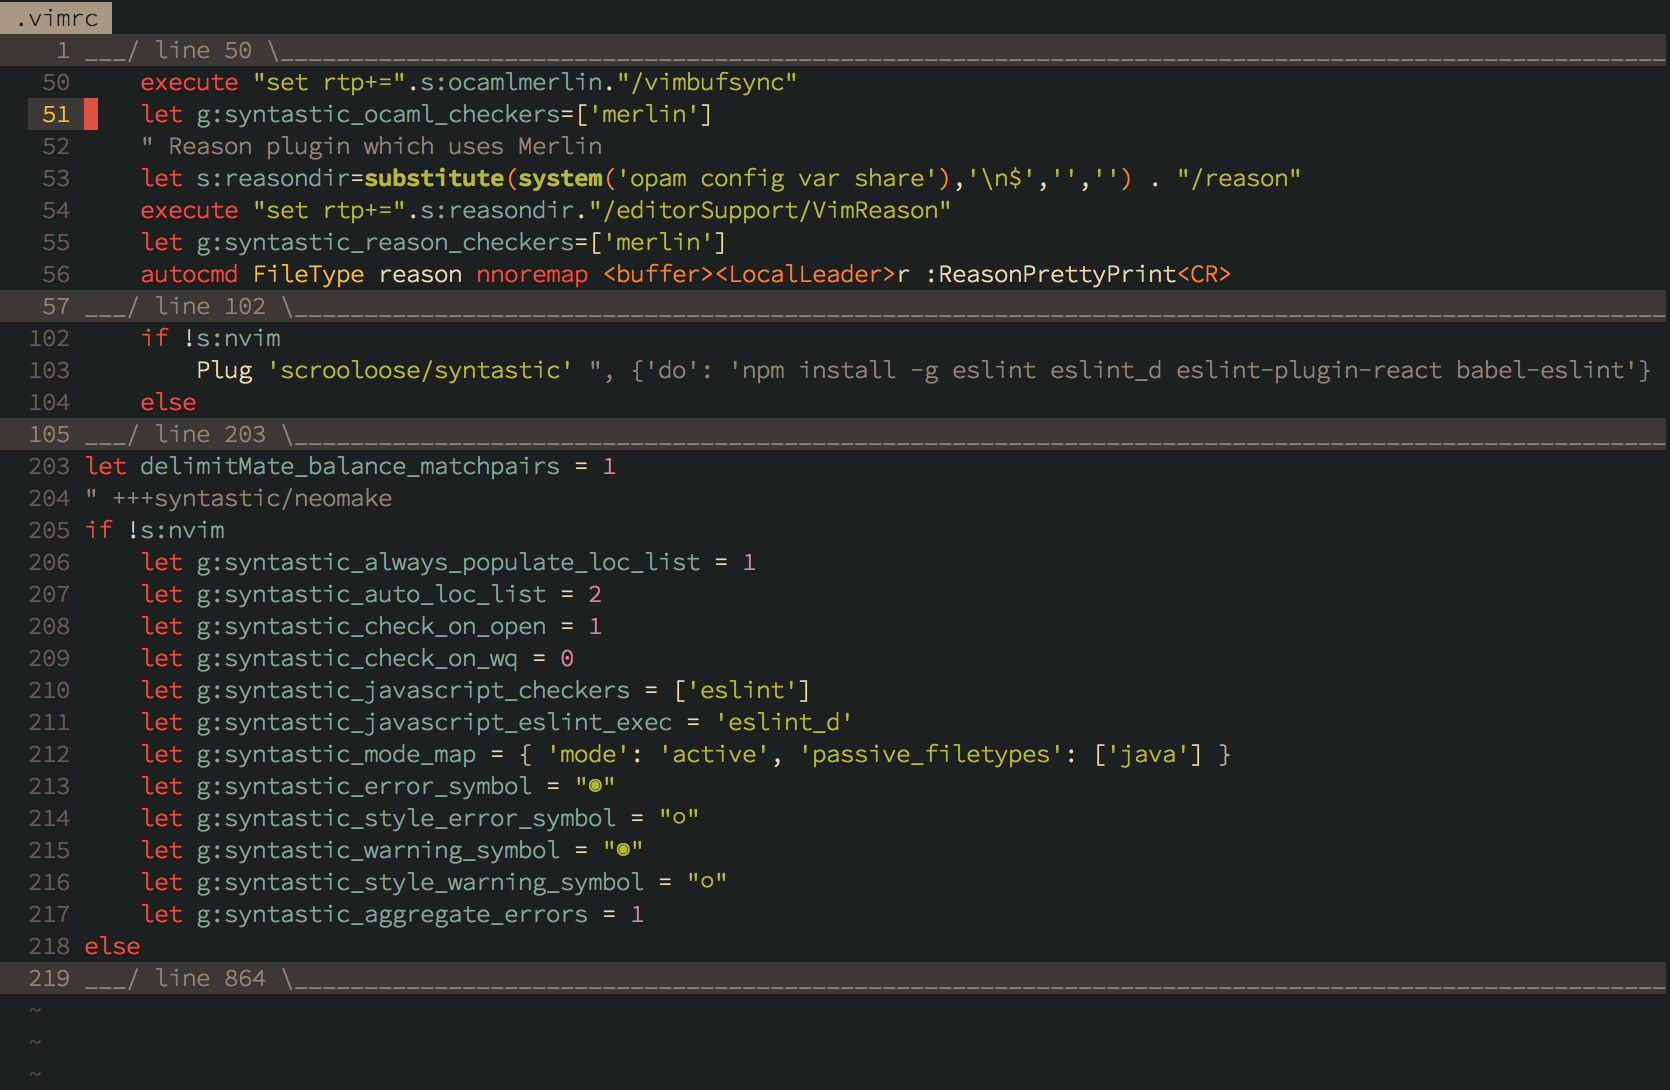 .vimrc
1 ___/ line 50 \___________________________________________________________________________________________________
50     execute "set rtp+=".s:ocamlmerlin."/vimbufsync"
51     let g:syntastic_ocaml_checkers=['merlin']
52     " Reason plugin which uses Merlin
53     let s:reasondir=substitute(system('opam config var share'),'\n$','','') . "/reason"
54     execute "set rtp+=".s:reasondir."/editorSupport/VimReason"
55     let g:syntastic_reason_checkers=['merlin']
56     autocmd FileType reason nnoremap <buffer><LocalLeader>r :ReasonPrettyPrint<CR>
57 ___/ line 102 \__________________________________________________________________________________________________
102     if !s:nvim
103         Plug 'scrooloose/syntastic' ", {'do': 'npm install -g eslint eslint_d eslint-plugin-react babel-eslint'}
104     else
105 ___/ line 203 \__________________________________________________________________________________________________
203 let delimitMate_balance_matchpairs = 1
204 " +++syntastic/neomake
205 if !s:nvim
206     let g:syntastic_always_populate_loc_list = 1
207     let g:syntastic_auto_loc_list = 2
208     let g:syntastic_check_on_open = 1
209     let g:syntastic_check_on_wq = 0
210     let g:syntastic_javascript_checkers = ['eslint']
211     let g:syntastic_javascript_eslint_exec = 'eslint_d'
212     let g:syntastic_mode_map = { 'mode': 'active', 'passive_filetypes': ['java'] }
213     let g:syntastic_error_symbol = "◉"
214     let g:syntastic_style_error_symbol = "○"
215     let g:syntastic_warning_symbol = "◉"
216     let g:syntastic_style_warning_symbol = "○"
217     let g:syntastic_aggregate_errors = 1
218 else
219 ___/ line 864 \__________________________________________________________________________________________________
~
~
~